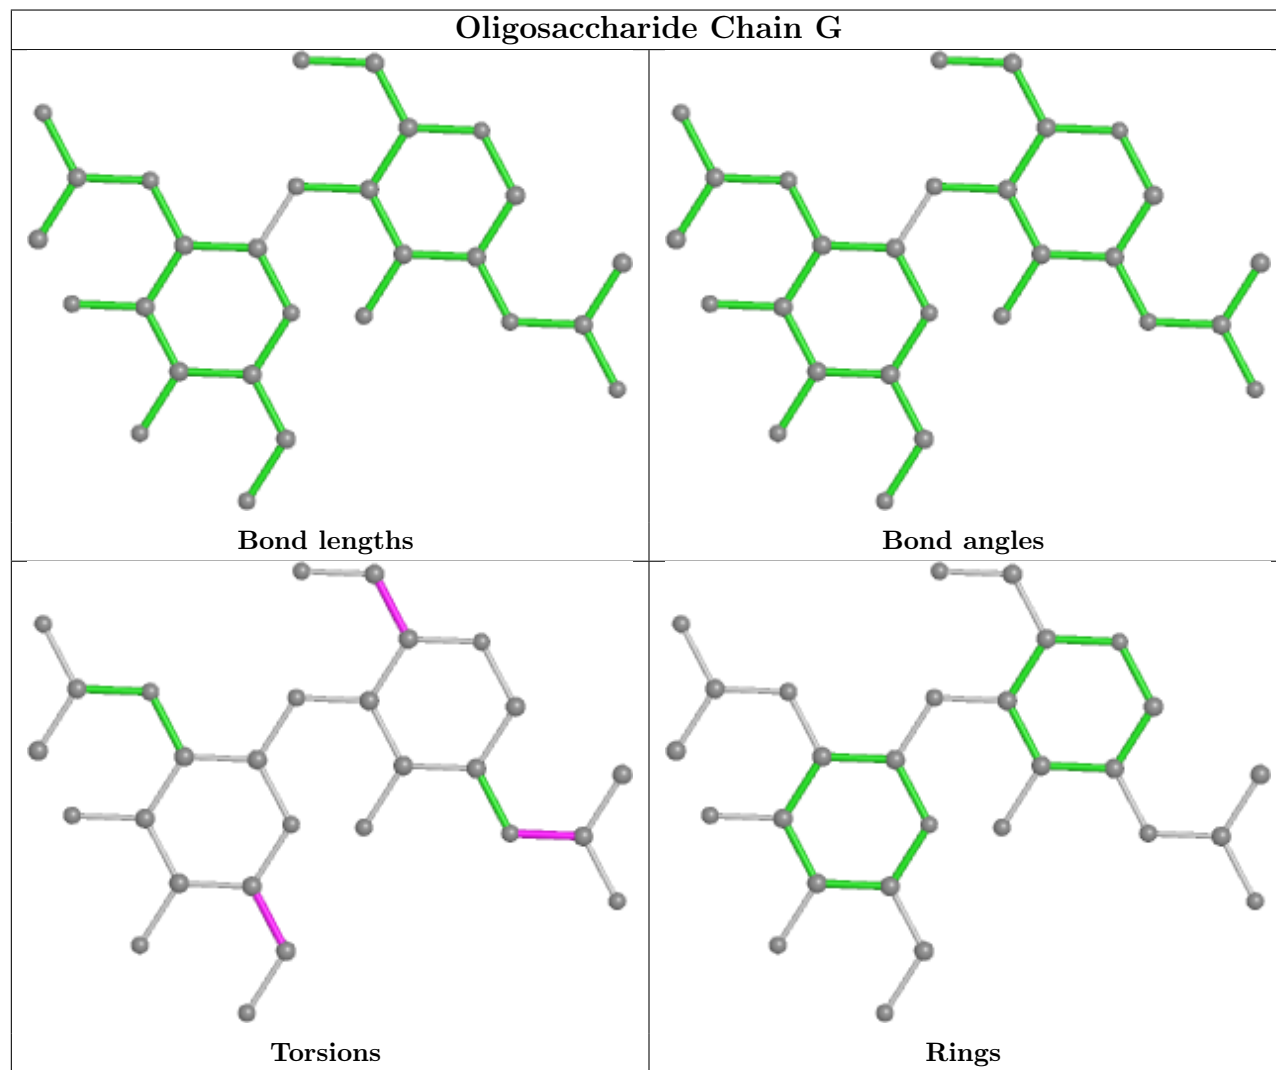 Oligosaccharide Chain G
Bond lengths
Bond angles
Torsions
Rings